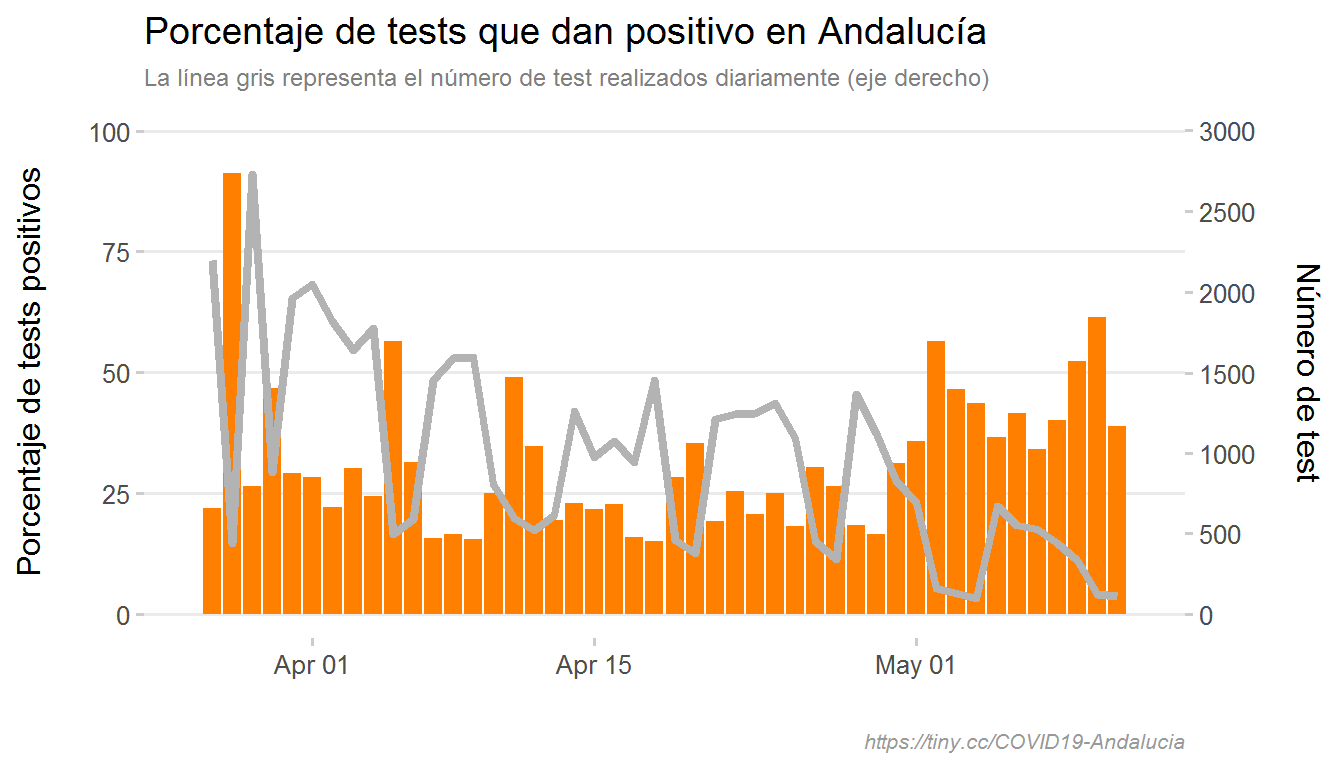 Porcentaje de tests que dan positivo en Andalucía
La línea gris representa el número de test realizados diariamente (eje derecho)
Porcentaje de tests positivos
100
75
50
25
0
3000
2500
2000
1500
1000
500
0
Número de test
Apr 01
Apr 15
May 01
https://tiny.cc/COVID19-Andalucia